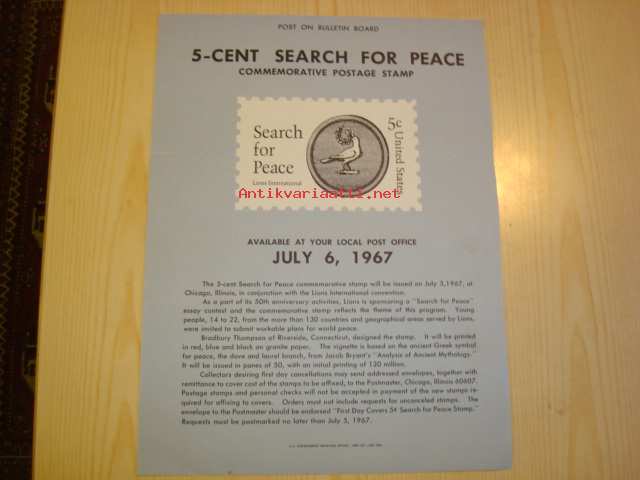 POST ON BULLETIN BOARD
5-CENT SEARCH FOR PEACE
COMMEMORATIVE POSTAGE STAMP
Search
for
Peace
Lions International
5c
United States
Antikvariaatti.net
AVAILABLE AT YOUR LOCAL POST OFFICE
JULY 6, 1967
The 5-cent Search for Peace commemorative stamp will be issued on July 5, 1967, at
Chicago, Illinois, in conjunction with the Lions International convention.
As a part of its 50th anniversary activities, Lions is sponsoring a "Search for Peace"
essay contest and the commemorative stamp reflects the theme of this program. Young
people, 14 to 22, from the more than 130 countries and geographical areas served by Lions,
were invited to submit workable plans for world peace.
Bradbury Thompson of Riverside, Connecticut, designed the stamp. It will be printed
in red, blue and black on granite paper. The vignette is based on the ancient Greek symbol
for peace, the dove and laurel branch, from Jacob Bryant's "Analysis of Ancient Mythology."
It will be issued in panes of 50, with an initial printing of 120 million.
Collectors desiring first day cancellations may send addressed envelopes, together with
remittance to cover cost of the stamps to be affixed, to the Postmaster, Chicago, Illinois 60607.
Postage stamps and personal checks will not be accepted in payment of the new stamps re-
quired for affixing to covers. Orders must not include requests for uncanceled stamps. The
envelope to the Postmaster should be endorsed "First Day Covers 5¢ Search for Peace Stamp."
Requests must be postmarked no later than July 5, 1967.